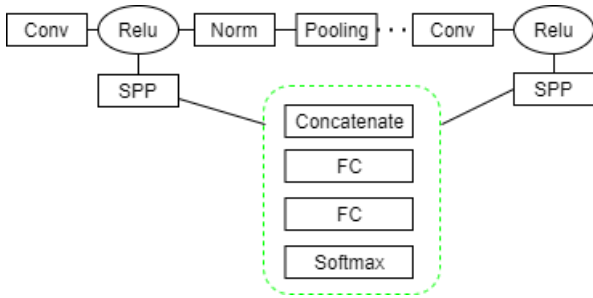 Conv Relu Norm Pooling ... Conv Relu
SPP SPP
Concatenate
FC
FC
Softmax